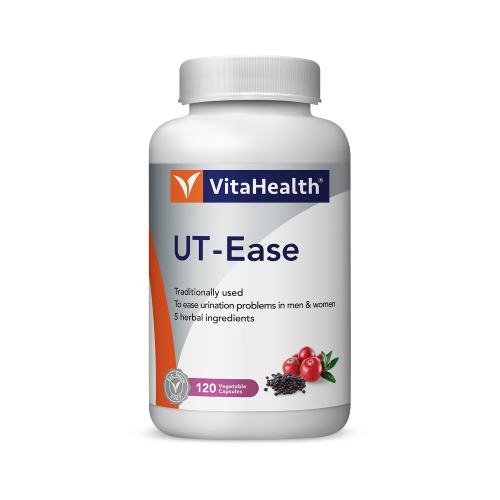 VitaHealth®
UT-Ease
Traditionally used
To ease urination problems in men & women
5 herbal ingredients
120 Vegetable
Capsules